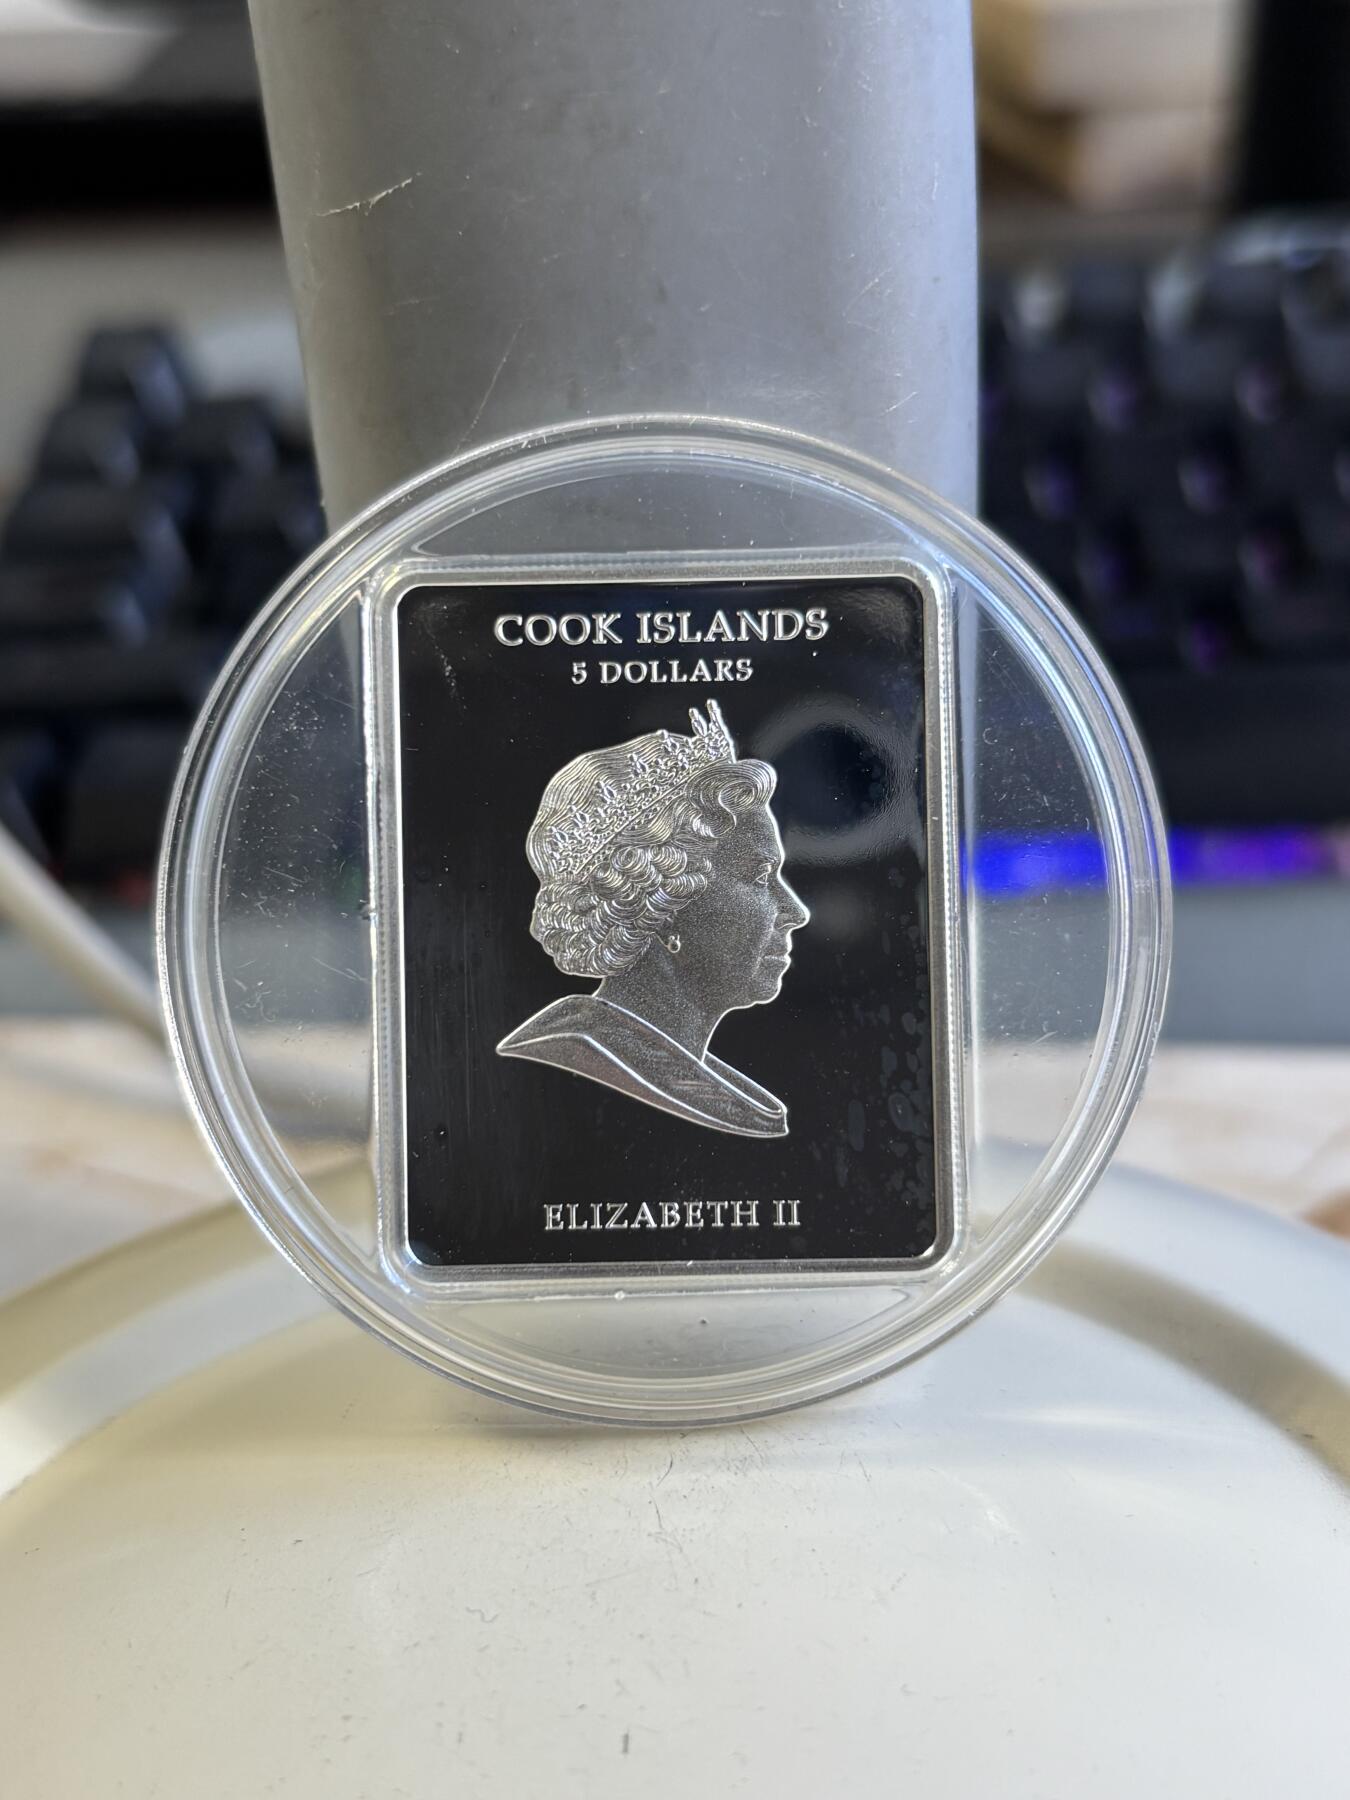 COOK ISLANDS
5 DOLLARS
ELIZABETH II